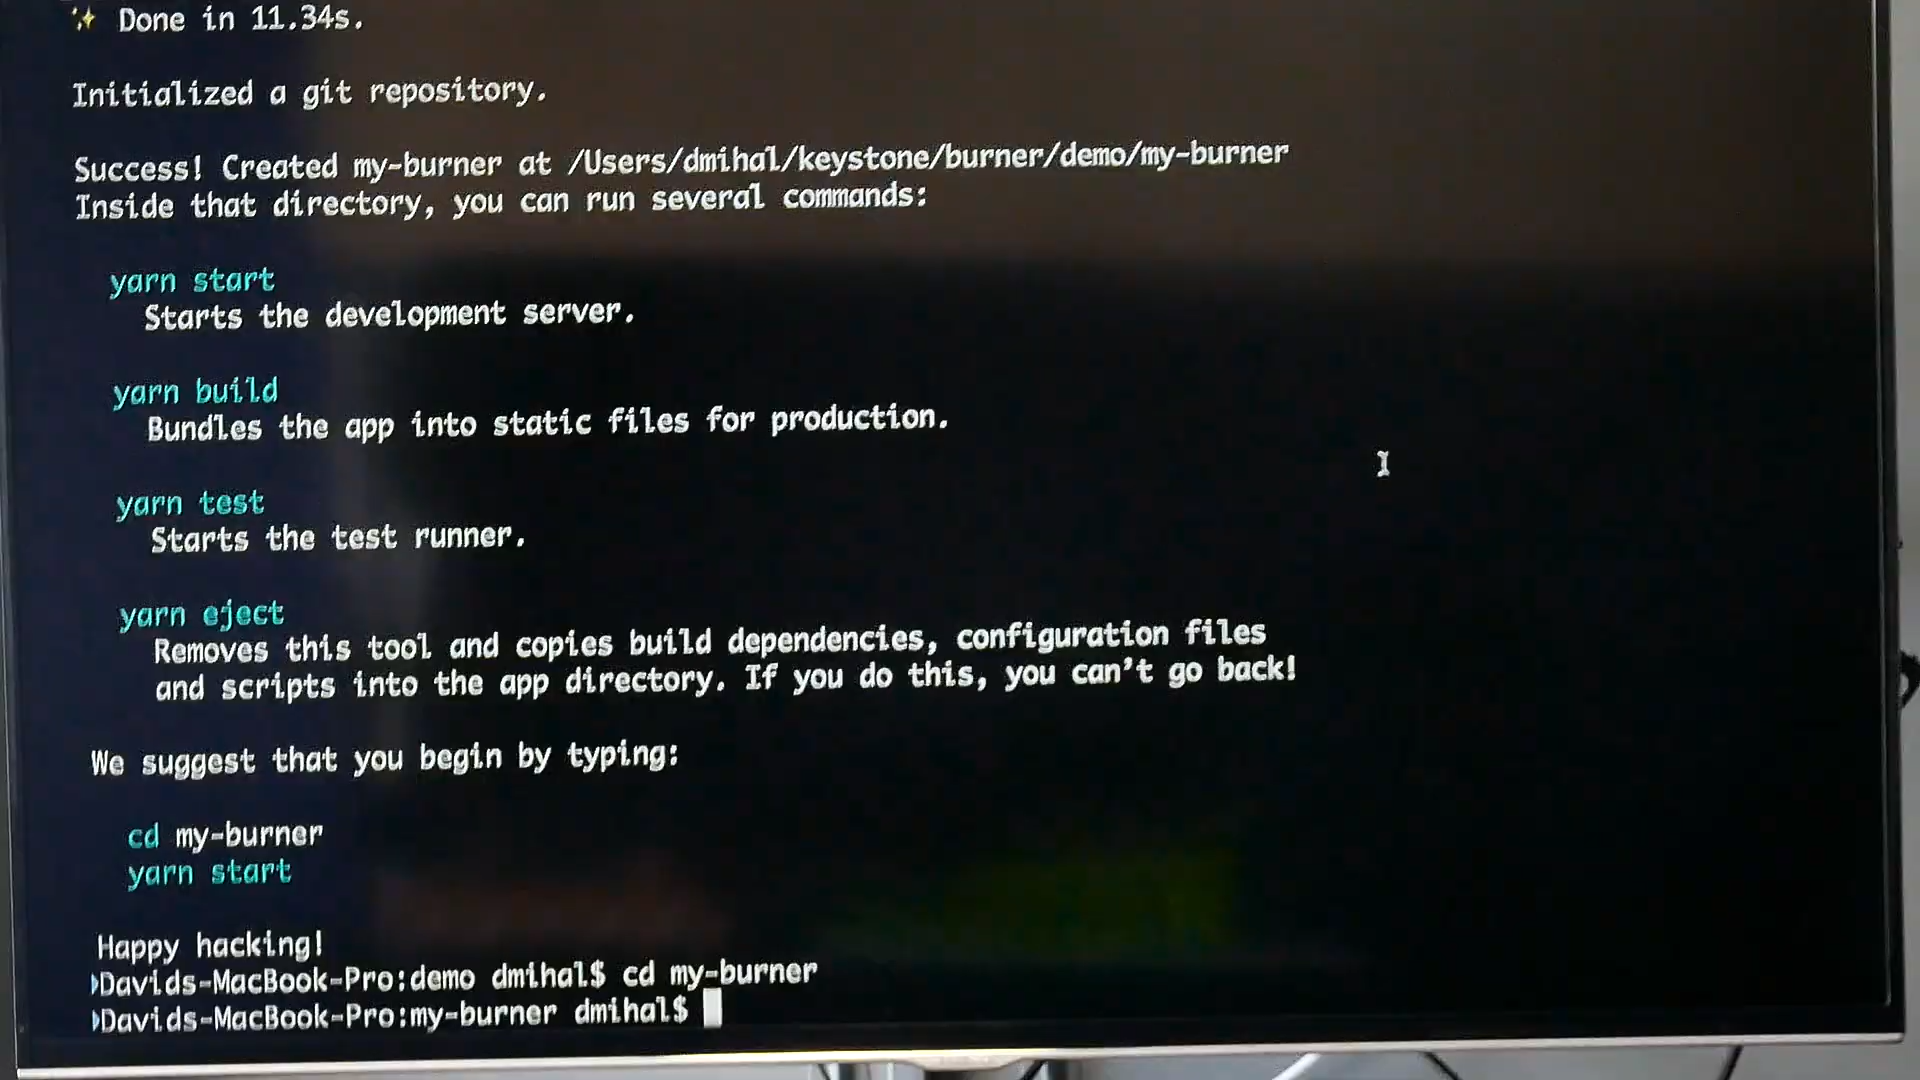 ✨ Done in 11.34s.
Initialized a git repository.
Success! Created my-burner at /Users/dmihal/keystone/burner/demo/my-burner
Inside that directory, you can run several commands:
yarn start
Starts the development server.
yarn build
Bundles the app into static files for production.
yarn test
Starts the test runner.
yarn eject
Removes this tool and copies build dependencies, configuration files
and scripts into the app directory. If you do this, you can't go back!
We suggest that you begin by typing:
cd my-burner
yarn start
Happy hacking!
Davids-MacBook-Pro:demo dmihal$ cd my-burner
Davids-MacBook-Pro:my-burner dmihal$